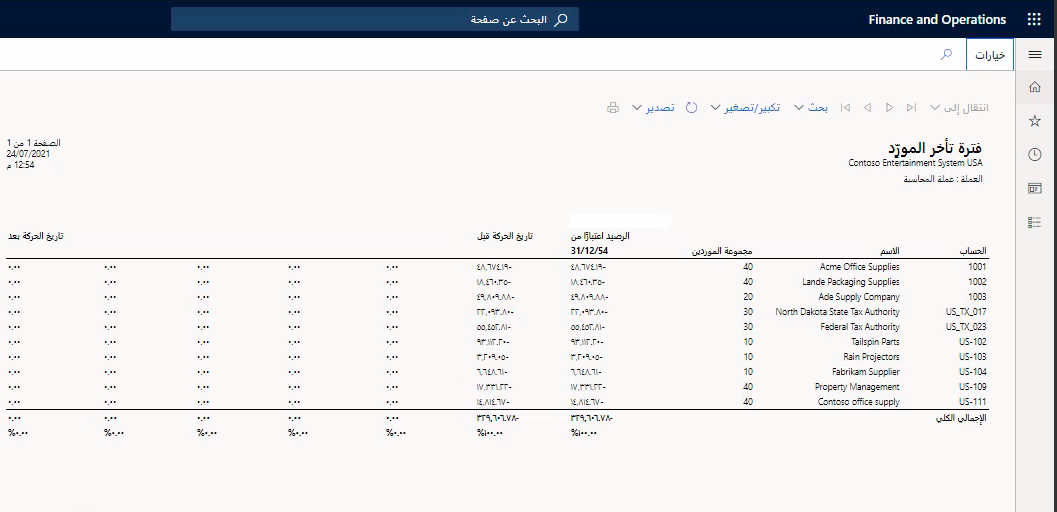 Finance and Operations البحث عن صفحة
خيارات
انتقال إلى بحث تكبير/تصغير تصدير
الصفحة 1 من 1
24/07/2021
12:54 م
فترة تأخر المورِّد
Contoso Entertainment System USA
العملة : عملة المحاسبة
الحساب الاسم مجموعة الموردين الرصيد اعتبارًا من 31/12/54 تاريخ الحركة قبل تاريخ الحركة بعد
1001 Acme Office Supplies 40 ٤٨,٦٧٤.١٩- ٤٨,٦٧٤.١٩- ٠.٠٠ ٠.٠٠ ٠.٠٠ ٠.٠٠ ٠.٠٠
1002 Lande Packaging Supplies 40 ١٨,٤٦٠.٣٥- ١٨,٤٦٠.٣٥- ٠.٠٠ ٠.٠٠ ٠.٠٠ ٠.٠٠ ٠.٠٠
1003 Ade Supply Company 20 ٤٩,٨٠٩.٨٨- ٤٩,٨٠٩.٨٨- ٠.٠٠ ٠.٠٠ ٠.٠٠ ٠.٠٠ ٠.٠٠
US_TX_017 North Dakota State Tax Authority 30 ٢٢,٠٩٣.٨٠- ٢٢,٠٩٣.٨٠- ٠.٠٠ ٠.٠٠ ٠.٠٠ ٠.٠٠ ٠.٠٠
US_TX_023 Federal Tax Authority 30 ٥٥,٤٥٢.٨١- ٥٥,٤٥٢.٨١- ٠.٠٠ ٠.٠٠ ٠.٠٠ ٠.٠٠ ٠.٠٠
US-102 Tailspin Parts 10 ٩٣,١١٢.٢٠- ٩٣,١١٢.٢٠- ٠.٠٠ ٠.٠٠ ٠.٠٠ ٠.٠٠ ٠.٠٠
US-103 Rain Projectors 10 ٣,٢٠٩.٠٥- ٣,٢٠٩.٠٥- ٠.٠٠ ٠.٠٠ ٠.٠٠ ٠.٠٠ ٠.٠٠
US-104 Fabrikam Supplier 10 ٦,٦٤٨.٦١- ٦,٦٤٨.٦١- ٠.٠٠ ٠.٠٠ ٠.٠٠ ٠.٠٠ ٠.٠٠
US-109 Property Management 40 ١٧,٣٣١.٢٢- ١٧,٣٣١.٢٢- ٠.٠٠ ٠.٠٠ ٠.٠٠ ٠.٠٠ ٠.٠٠
US-111 Contoso office supply 40 ١٤,٨١٤.٦٧- ١٤,٨١٤.٦٧- ٠.٠٠ ٠.٠٠ ٠.٠٠ ٠.٠٠ ٠.٠٠
الإجمالي الكلي ٣٢٩,٦٠٦.٧٨- ٣٢٩,٦٠٦.٧٨- ٠.٠٠ ٠.٠٠ ٠.٠٠ ٠.٠٠ ٠.٠٠
%١٠٠.٠٠ %١٠٠.٠٠ %٠.٠٠ %٠.٠٠ %٠.٠٠ %٠.٠٠ %٠.٠٠